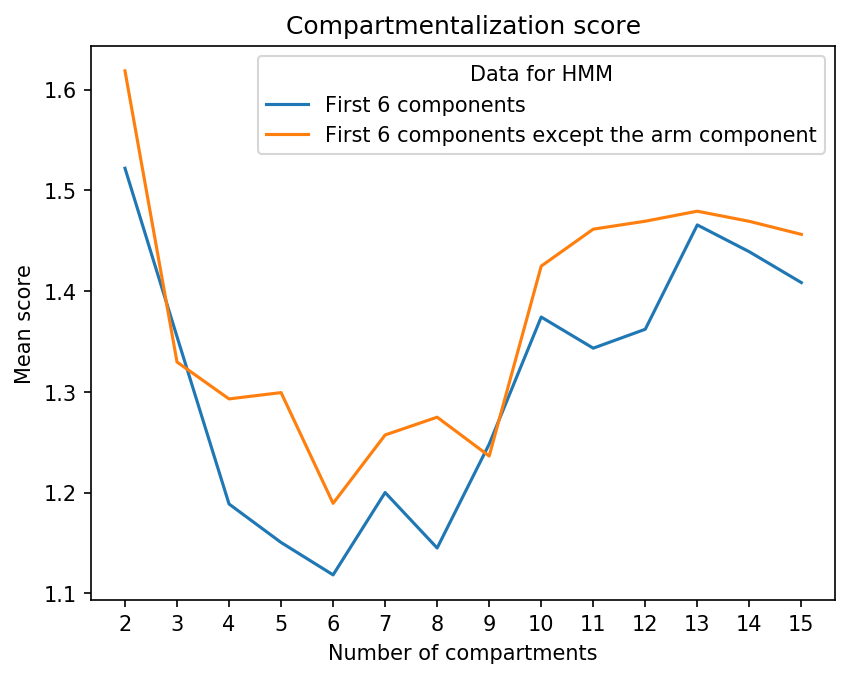 Compartmentalization score
Data for HMM
First 6 components
First 6 components except the arm component
Mean score
1.6
1.5
1.4
1.3
1.2
1.1
2 3 4 5 6 7 8 9 10 11 12 13 14 15
Number of compartments